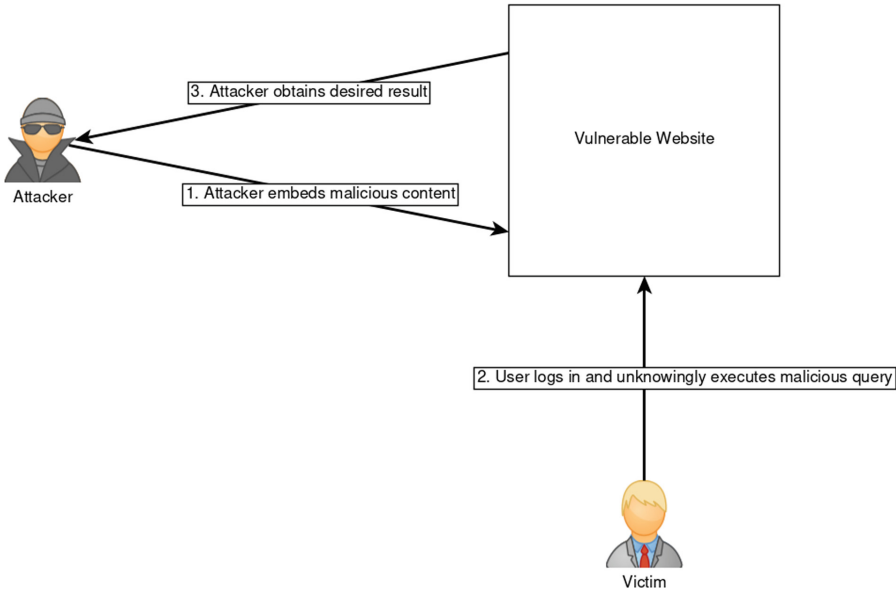 3. Attacker obtains desired result
Vulnerable Website
1. Attacker embeds malicious content
Attacker
2. User logs in and unknowingly executes malicious query
Victim